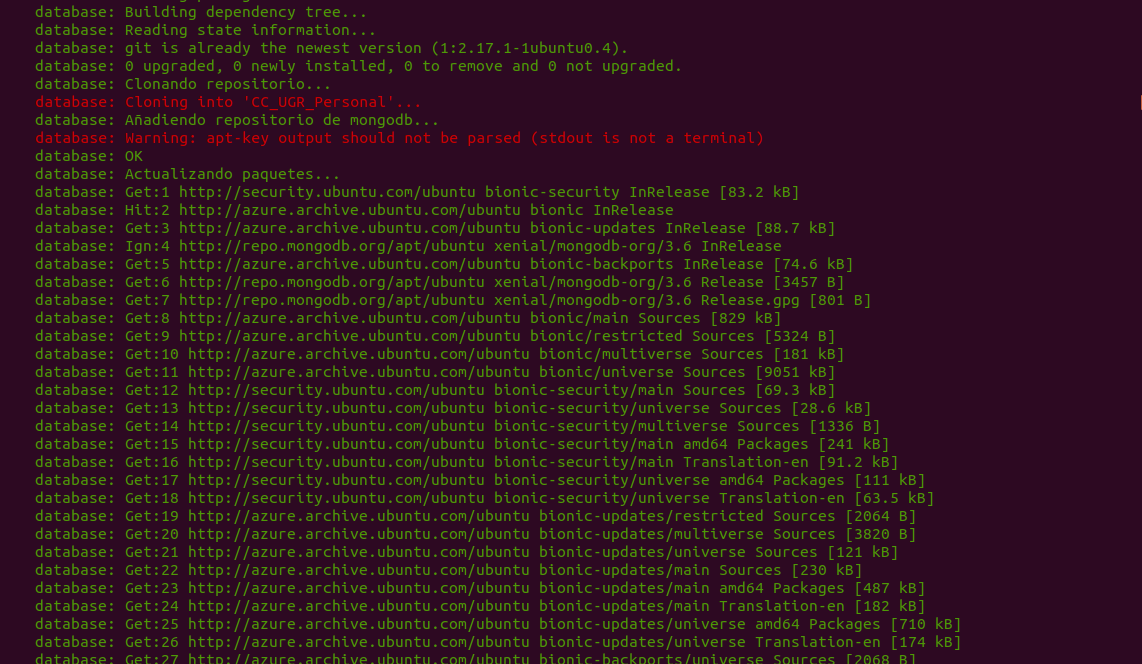 database: Building dependency tree...
database: Reading state information...
database: git is already the newest version (1:2.17.1-1ubuntu0.4).
database: 0 upgraded, 0 newly installed, 0 to remove and 0 not upgraded.
database: Clonando repositorio...
database: Cloning into 'CC_UGR_Personal'...
database: Añadiendo repositorio de mongodb...
database: Warning: apt-key output should not be parsed (stdout is not a terminal)
database: OK
database: Actualizando paquetes...
database: Get:1 http://security.ubuntu.com/ubuntu bionic-security InRelease [83.2 kB]
database: Hit:2 http://azure.archive.ubuntu.com/ubuntu bionic InRelease
database: Get:3 http://azure.archive.ubuntu.com/ubuntu bionic-updates InRelease [88.7 kB]
database: Ign:4 http://repo.mongodb.org/apt/ubuntu xenial/mongodb-org/3.6 InRelease
database: Get:5 http://azure.archive.ubuntu.com/ubuntu bionic-backports InRelease [74.6 kB]
database: Get:6 http://repo.mongodb.org/apt/ubuntu xenial/mongodb-org/3.6 Release [3457 B]
database: Get:7 http://repo.mongodb.org/apt/ubuntu xenial/mongodb-org/3.6 Release.gpg [801 B]
database: Get:8 http://azure.archive.ubuntu.com/ubuntu bionic/main Sources [829 kB]
database: Get:9 http://azure.archive.ubuntu.com/ubuntu bionic/restricted Sources [5324 B]
database: Get:10 http://azure.archive.ubuntu.com/ubuntu bionic/multiverse Sources [181 kB]
database: Get:11 http://azure.archive.ubuntu.com/ubuntu bionic/universe Sources [9051 kB]
database: Get:12 http://security.ubuntu.com/ubuntu bionic-security/main Sources [69.3 kB]
database: Get:13 http://security.ubuntu.com/ubuntu bionic-security/universe Sources [28.6 kB]
database: Get:14 http://security.ubuntu.com/ubuntu bionic-security/multiverse Sources [1336 B]
database: Get:15 http://security.ubuntu.com/ubuntu bionic-security/main amd64 Packages [241 kB]
database: Get:16 http://security.ubuntu.com/ubuntu bionic-security/main Translation-en [91.2 kB]
database: Get:17 http://security.ubuntu.com/ubuntu bionic-security/universe amd64 Packages [111 kB]
database: Get:18 http://security.ubuntu.com/ubuntu bionic-security/universe Translation-en [63.5 kB]
database: Get:19 http://azure.archive.ubuntu.com/ubuntu bionic-updates/restricted Sources [2064 B]
database: Get:20 http://azure.archive.ubuntu.com/ubuntu bionic-updates/multiverse Sources [3820 B]
database: Get:21 http://azure.archive.ubuntu.com/ubuntu bionic-updates/universe Sources [121 kB]
database: Get:22 http://azure.archive.ubuntu.com/ubuntu bionic-updates/main Sources [230 kB]
database: Get:23 http://azure.archive.ubuntu.com/ubuntu bionic-updates/main amd64 Packages [487 kB]
database: Get:24 http://azure.archive.ubuntu.com/ubuntu bionic-updates/main Translation-en [182 kB]
database: Get:25 http://azure.archive.ubuntu.com/ubuntu bionic-updates/universe amd64 Packages [710 kB]
database: Get:26 http://azure.archive.ubuntu.com/ubuntu bionic-updates/universe Translation-en [174 kB]
database: Get:27 http://azure.archive.ubuntu.com/ubuntu bionic-backports/universe Sources [2068 B]